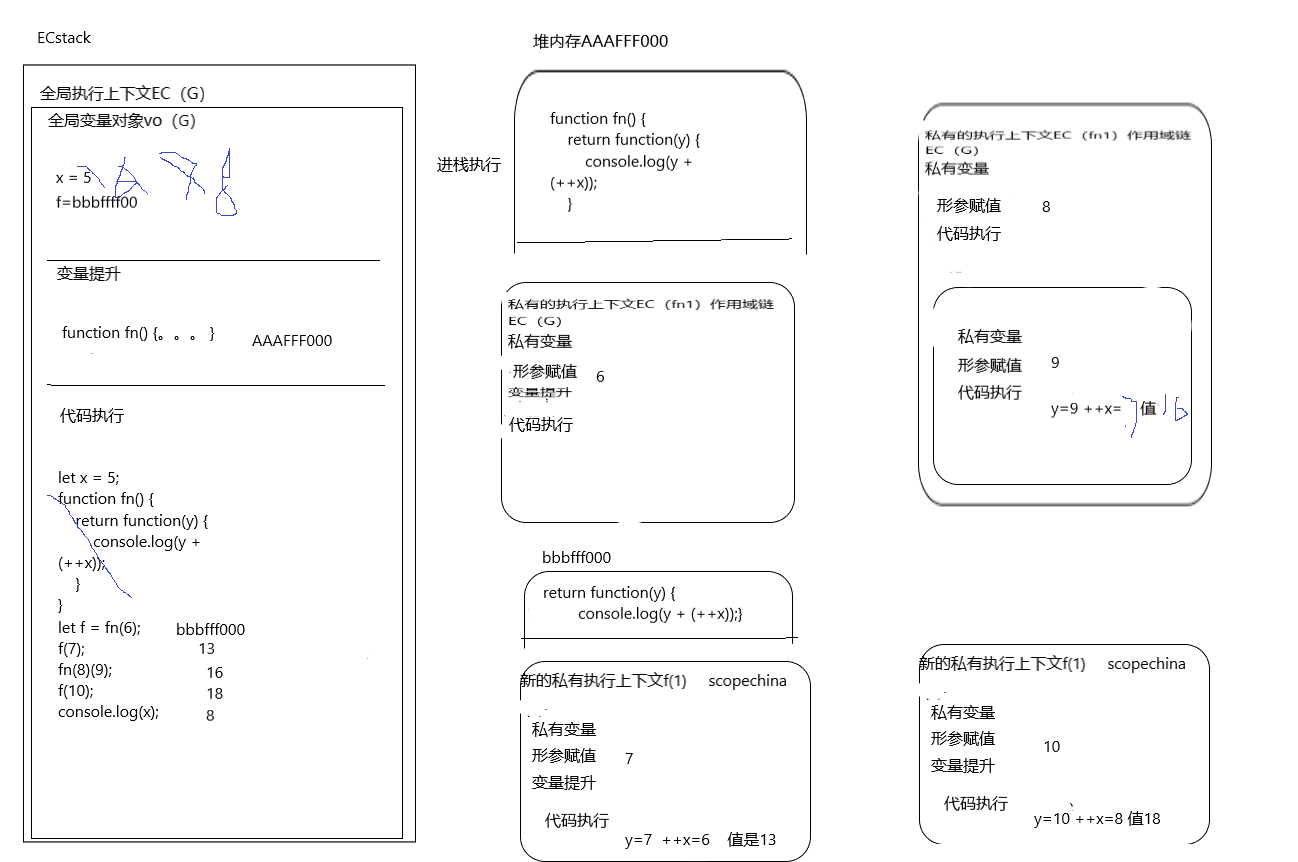 ECstack
全局执行上下文EC（G）
全局变量对象vo（G）
x = 5 6 7 8
f=bbbffff00
变量提升
function fn() {。。。 }
AAAFFF000
代码执行
let x = 5;
function fn() {
return function(y) {
console.log(y +
(++x));
}
}
let f = fn(6);
bbbfff000
f(7);
13
fn(8)(9);
16
f(10);
18
console.log(x);
8
进栈执行
堆内存AAAFFF000
function fn() {
return function(y) {
console.log(y +
(++x));
}
私有的执行上下文EC（fn1）作用域链
EC（G）
私有变量
形参赋值 6
变量提升
代码执行
bbbfff000
return function(y) {
console.log(y + (++x));}
新的私有执行上下文f(1) scopechina
私有变量
形参赋值 7
变量提升
代码执行
y=7 ++x=6 值是13
私有的执行上下文EC（fn1）作用域链
EC（G）
私有变量
形参赋值 8
代码执行
私有变量
形参赋值 9
代码执行
y=9 ++x=7 值16
新的私有执行上下文f(1) scopechina
私有变量
形参赋值 10
变量提升
代码执行
y=10 ++x=8 值18